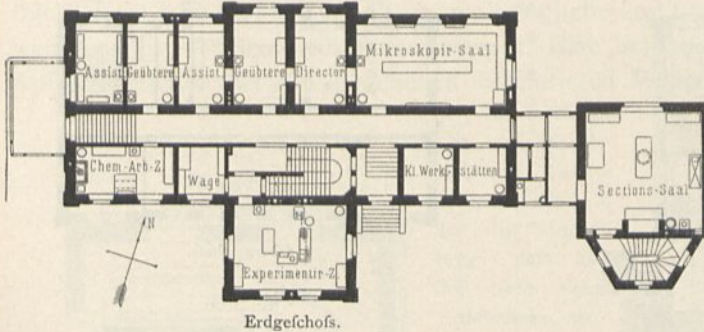 Mikroskopir-Saal
Assist.
Geübtere
Assist.
Geübtere
Director
Chem.-Arb-Z.
Wage
Kl. Werk-
stätten
Sections-Saal
N
Experimentir-Z.
Erdgeſchoſs.